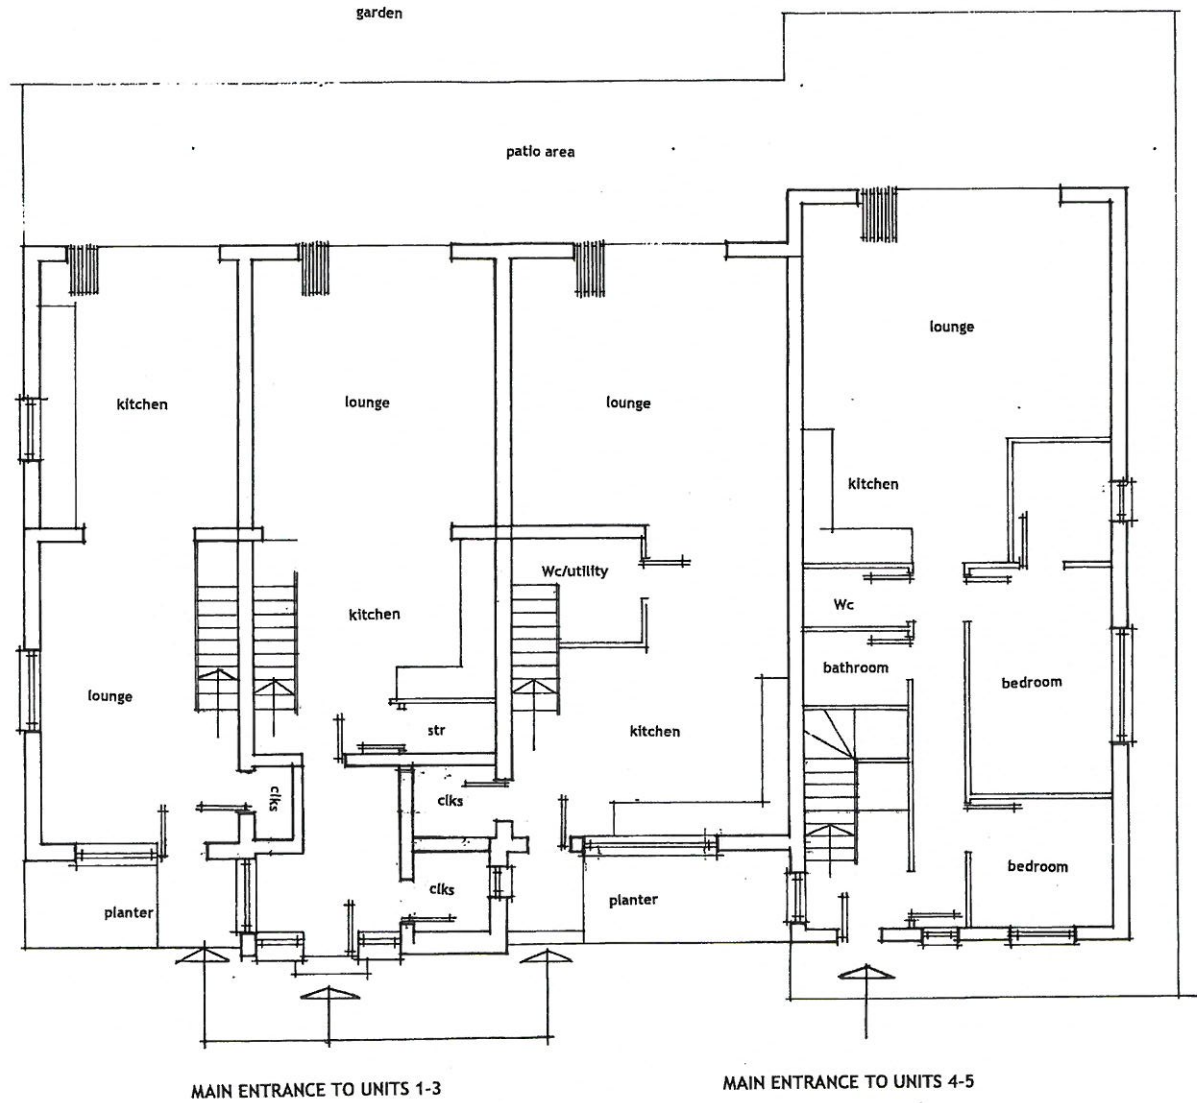 garden
patio area
lounge
kitchen
lounge
lounge
kitchen
Wc/utility
Wc
kitchen
bathroom
bedroom
lounge
str
kitchen
clks
clks
bedroom
clks
planter
planter
MAIN ENTRANCE TO UNITS 1-3
MAIN ENTRANCE TO UNITS 4-5